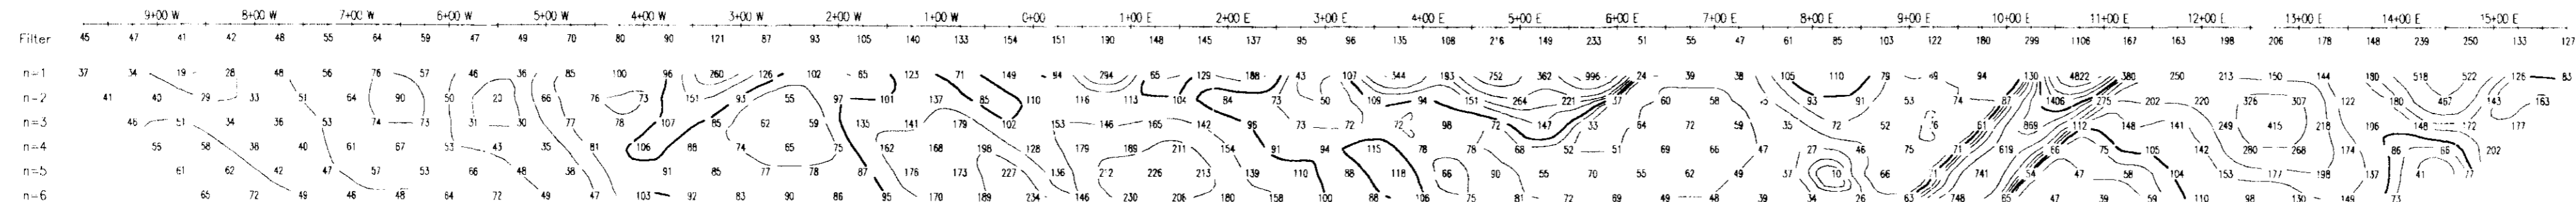 9+00 W 8+00 W 7+00 W 6+00 W 5+00 W 4+00 W 3+00 W 2+00 W 1+00 W 0+00 1+00 E 2+00 E 3+00 E 4+00 E 5+00 E 6+00 E 7+00 E 8+00 E 9+00 E 10+00 E 11+00 E 12+00 E 13+00 E 14+00 E 15+00 E
Filter 45 47 41 42 48 55 64 59 47 49 70 80 90 121 87 93 105 140 133 154 151 190 148 145 137 95 96 135 108 216 149 233 51 55 47 61 85 103 122 180 299 1106 167 163 198 206 178 148 239 250 133 127
n=1 37 34 19 28 48 56 76 57 46 36 85 100 96 260 126 102 65 123 71 149 94 294 65 129 188 43 107 344 193 752 362 996 24 39 38 105 110 79 94 130 4822 380 250 213 150 144 190 518 522 126 83
n=2 41 40 29 33 51 64 90 50 20 66 76 73 151 93 55 97 101 137 85 110 116 113 104 84 73 50 109 94 151 264 221 37 60 58 93 91 53 74 87 1406 275 202 220 326 307 122 180 467 143 163
n=3 46 51 34 36 53 74 73 31 30 77 78 107 85 62 59 135 141 179 102 153 146 165 142 96 73 72 72 98 72 147 33 64 72 59 35 72 52 61 869 112 148 141 249 415 218 196 148 172 177
n=4 56 58 38 40 61 67 53 43 35 81 106 88 74 65 75 162 168 198 128 179 189 211 154 91 94 115 78 78 68 52 51 69 66 47 27 46 75 71 619 66 75 105 142 280 268 174 86 66 202
n=5 61 62 42 47 57 53 66 48 38 91 85 77 78 87 176 173 227 136 212 226 213 139 110 88 118 66 90 55 70 55 62 49 37 10 66 741 54 47 58 104 153 177 198 137 41 77
n=6 65 72 49 46 48 64 72 49 47 103 92 83 90 86 95 170 189 234 146 230 206 180 158 100 88 106 75 81 72 69 49 48 39 34 26 63 748 65 47 39 59 110 98 130 149 73